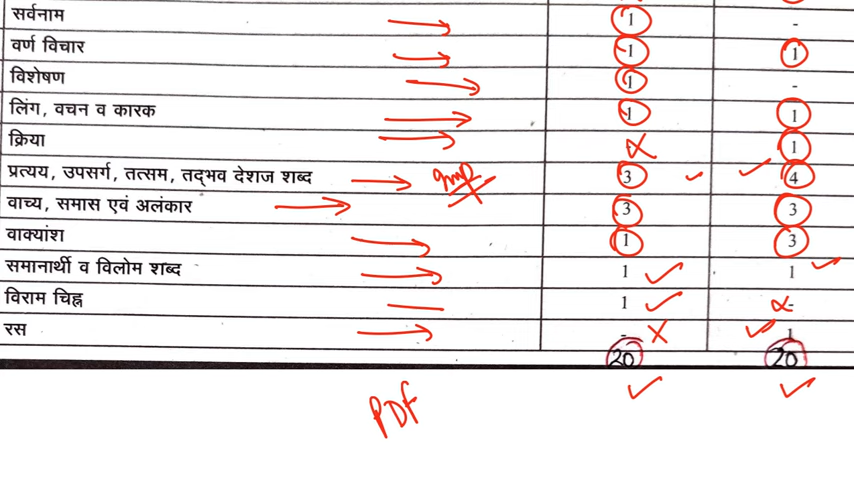 सर्वनाम 1 -
वर्ण विचार 1 1
विशेषण 1 -
लिंग, वचन व कारक 1 1
क्रिया 1
प्रत्यय, उपसर्ग, तत्सम, तद्भव देशज शब्द Imp 3 4
वाच्य, समास एवं अलंकार 3 3
वाक्यांश 1 3
समानार्थी व विलोम शब्द 1 1
विराम चिह्न 1 -
रस - 1
20 20
PDF